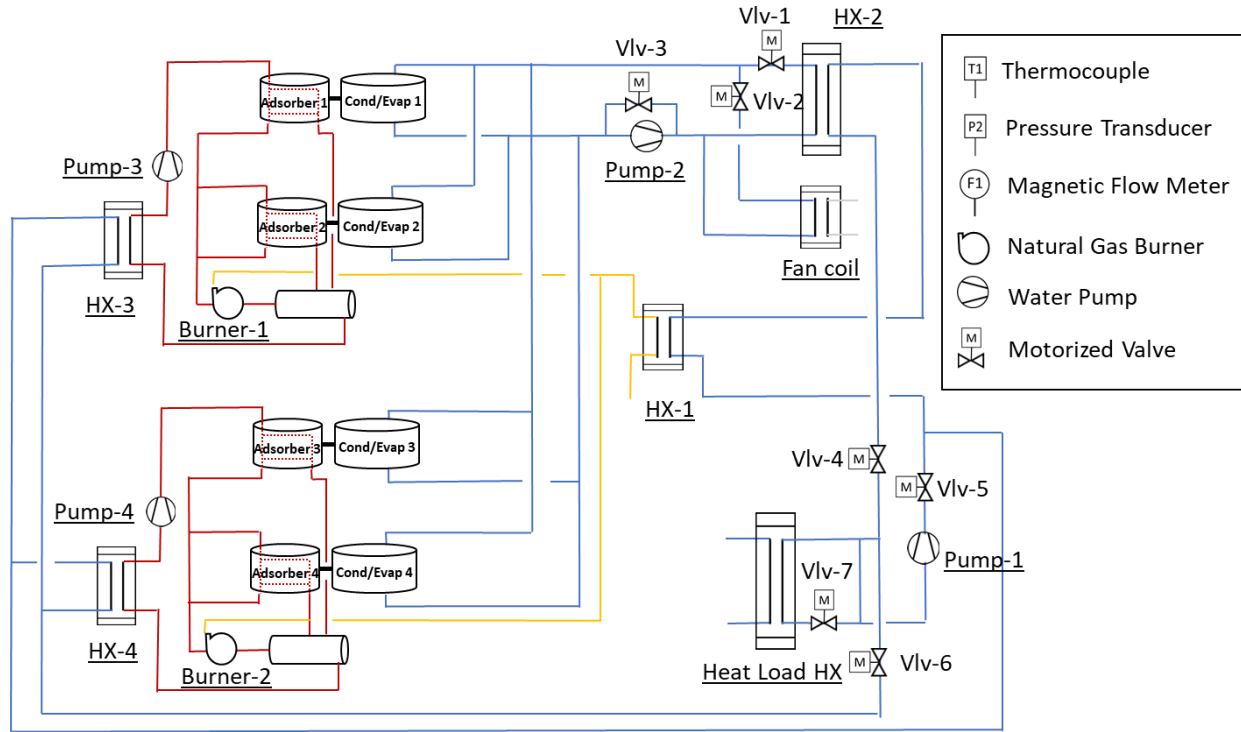 Vlv-1
HX-2
M
Vlv-3
M
Vlv-2
M
Pump-2
Adsorber 1
Cond/Evap 1
Pump-3
Adsorber 2
Cond/Evap 2
HX-3
Burner-1
Fan coil
HX-1
T1
Thermocouple
P2
Pressure Transducer
F1
Magnetic Flow Meter
Natural Gas Burner
Water Pump
M
Motorized Valve
Adsorber 3
Cond/Evap 3
Pump-4
Adsorber 4
Cond/Evap 4
HX-4
Burner-2
Vlv-4
M
M
Vlv-5
Pump-1
Vlv-7
M
Heat Load HX
M
Vlv-6